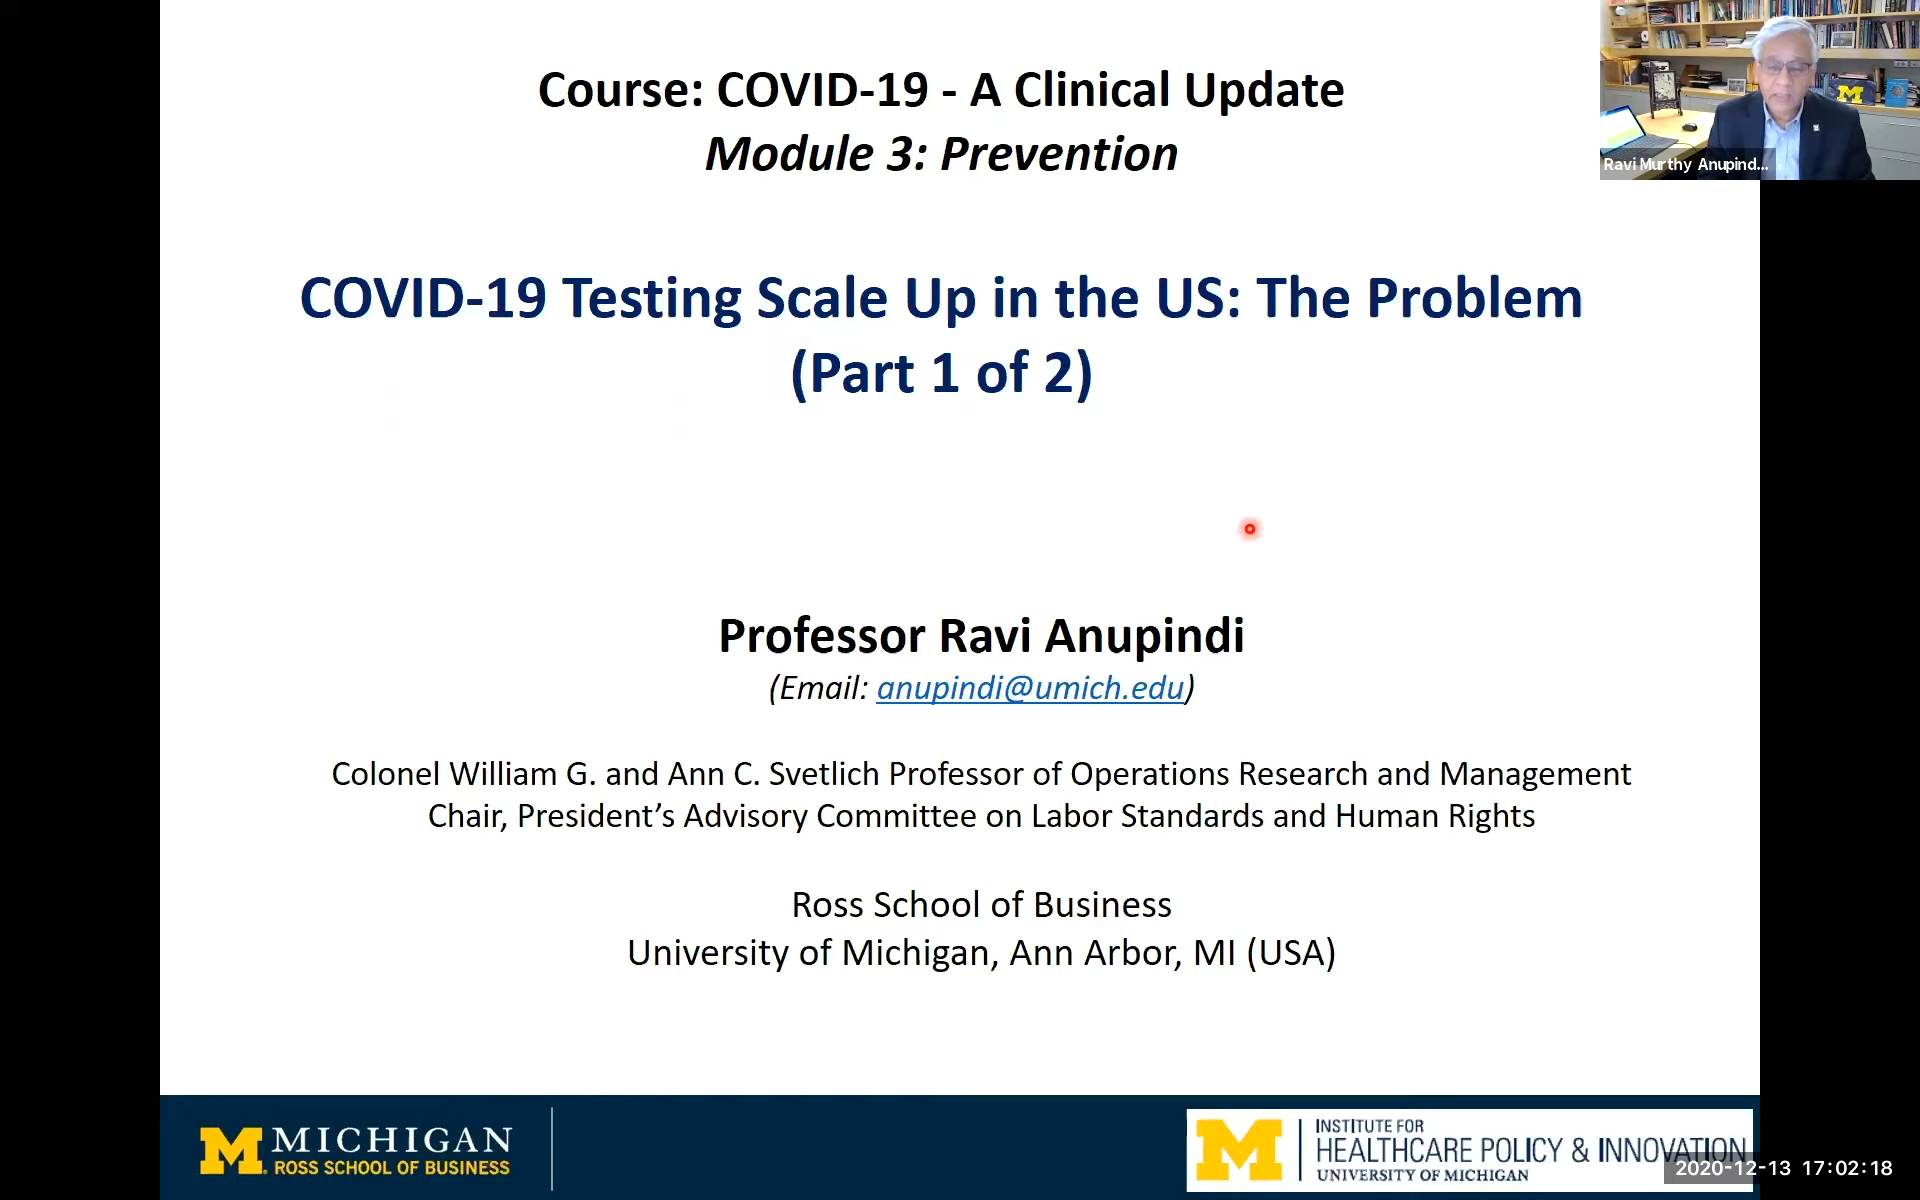 Course: COVID-19 - A Clinical Update
Module 3: Prevention
Ravi Murthy Anupind...
COVID-19 Testing Scale Up in the US: The Problem
(Part 1 of 2)
Professor Ravi Anupindi
(Email: anupindi@umich.edu)
Colonel William G. and Ann C. Svetlich Professor of Operations Research and Management
Chair, President’s Advisory Committee on Labor Standards and Human Rights
Ross School of Business
University of Michigan, Ann Arbor, MI (USA)
M MICHIGAN
ROSS SCHOOL OF BUSINESS
M INSTITUTE FOR
HEALTHCARE POLICY & INNOVATION
UNIVERSITY OF MICHIGAN
2020-12-13 17:02:18